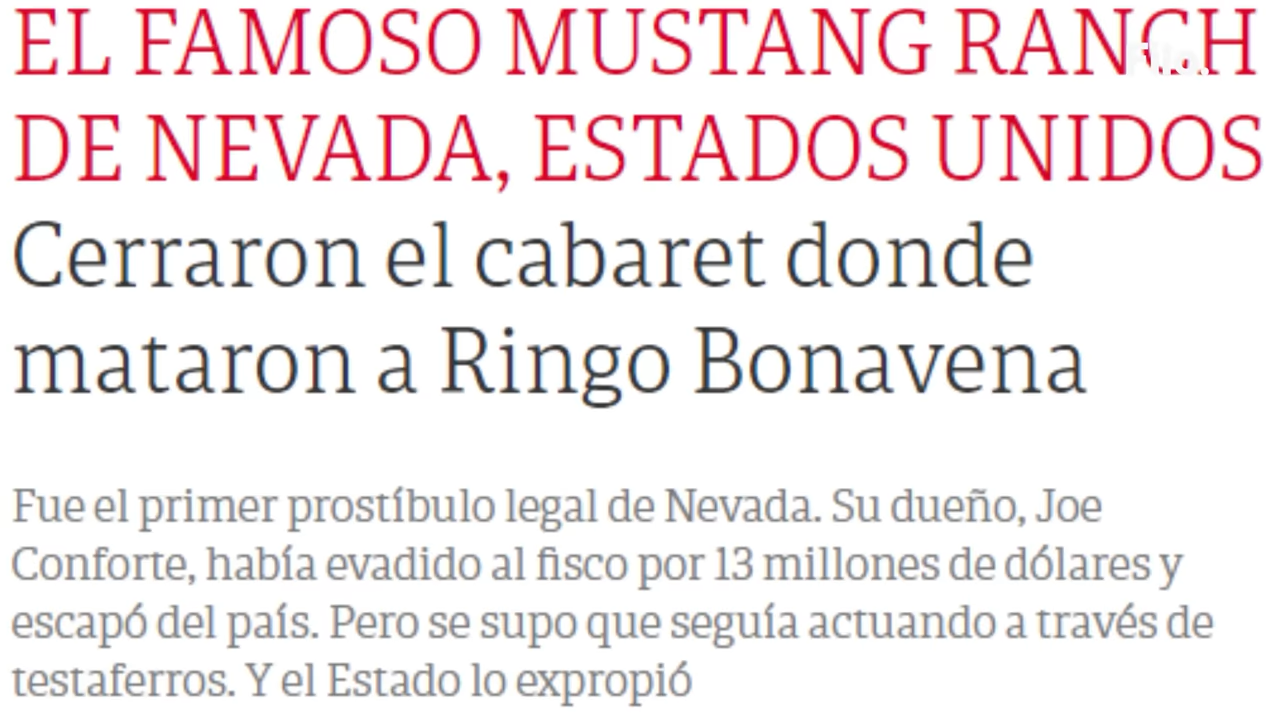 EL FAMOSO MUSTANG RANCH
DE NEVADA, ESTADOS UNIDOS
Cerraron el cabaret donde
mataron a Ringo Bonavena
Fue el primer prostíbulo legal de Nevada. Su dueño, Joe
Conforte, había evadido al fisco por 13 millones de dólares y
escapó del país. Pero se supo que seguía actuando a través de
testaferros. Y el Estado lo expropió